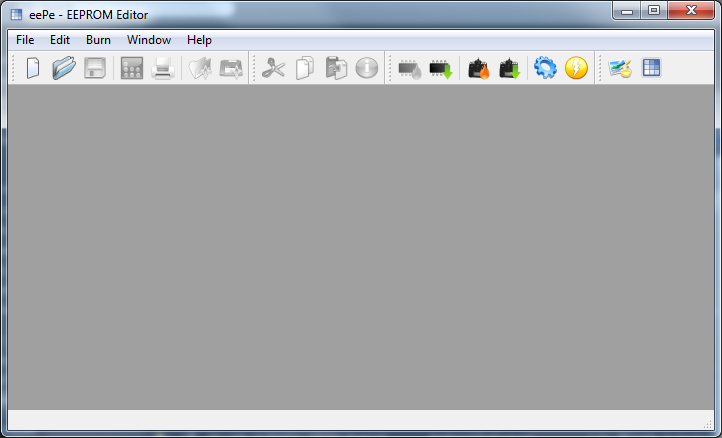 eePe - EEPROM Editor
File Edit Burn Window Help